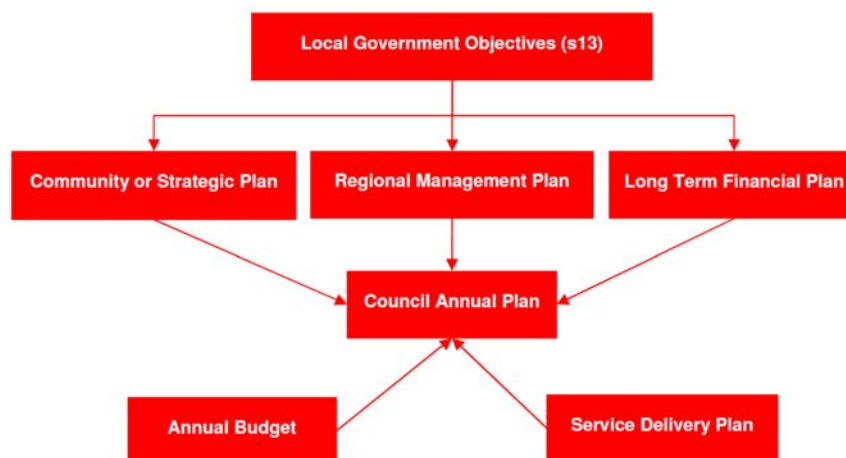 Local Government Objectives (s13)
Community or Strategic Plan
Regional Management Plan
Long Term Financial Plan
Council Annual Plan
Annual Budget
Service Delivery Plan